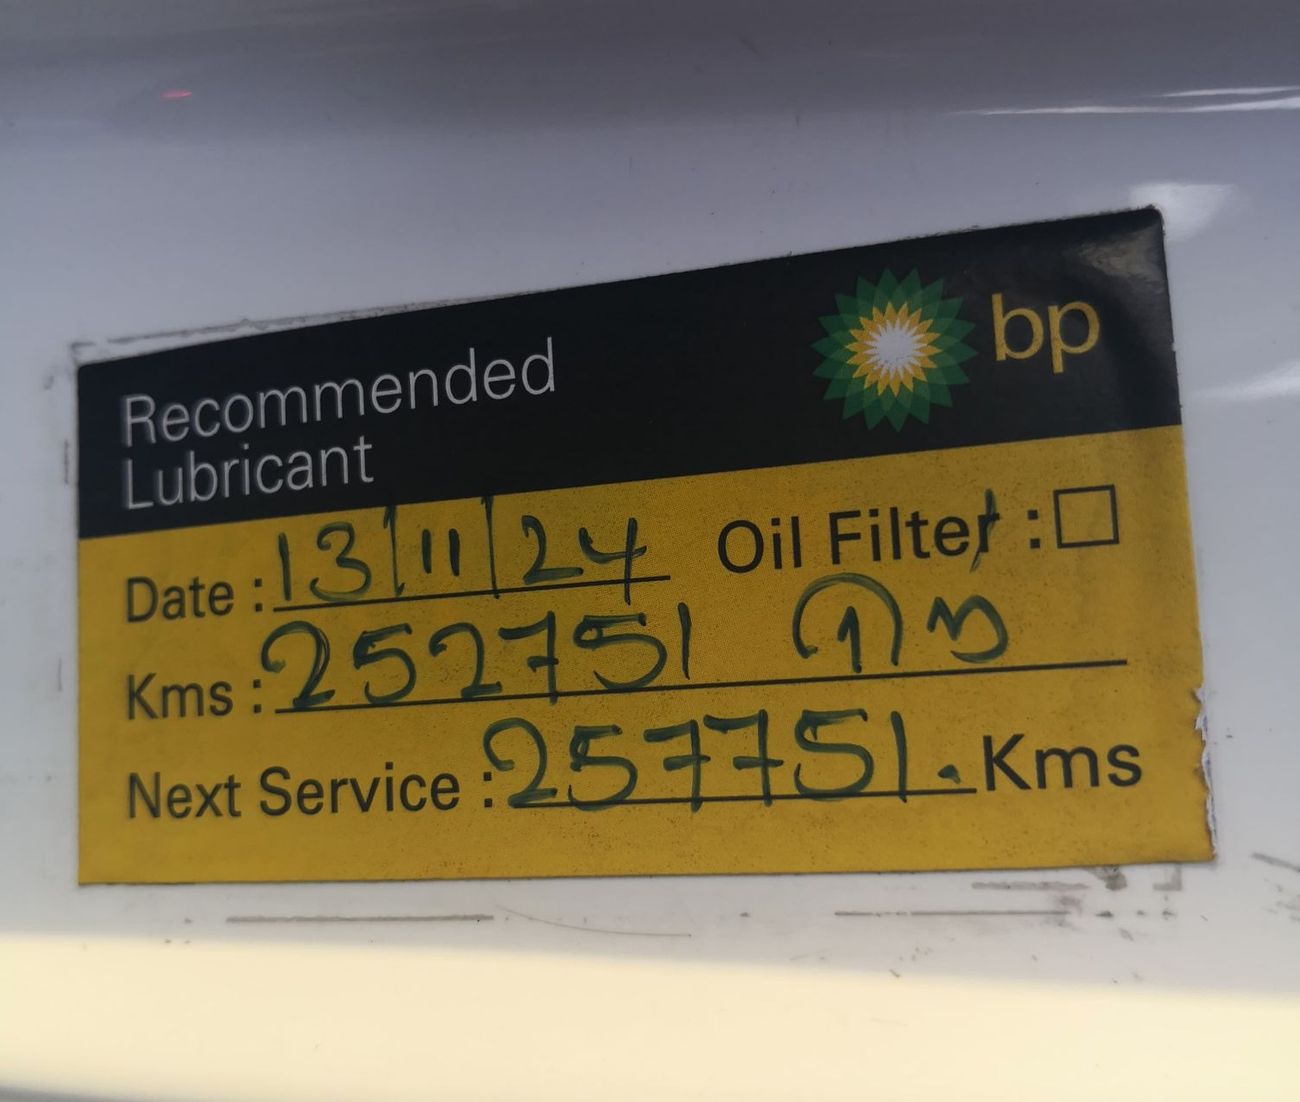 Recommended
Lubricant
bp
Date : 13/11/24 Oil Filter :
Kms : 252751
Next Service : 257751. Kms